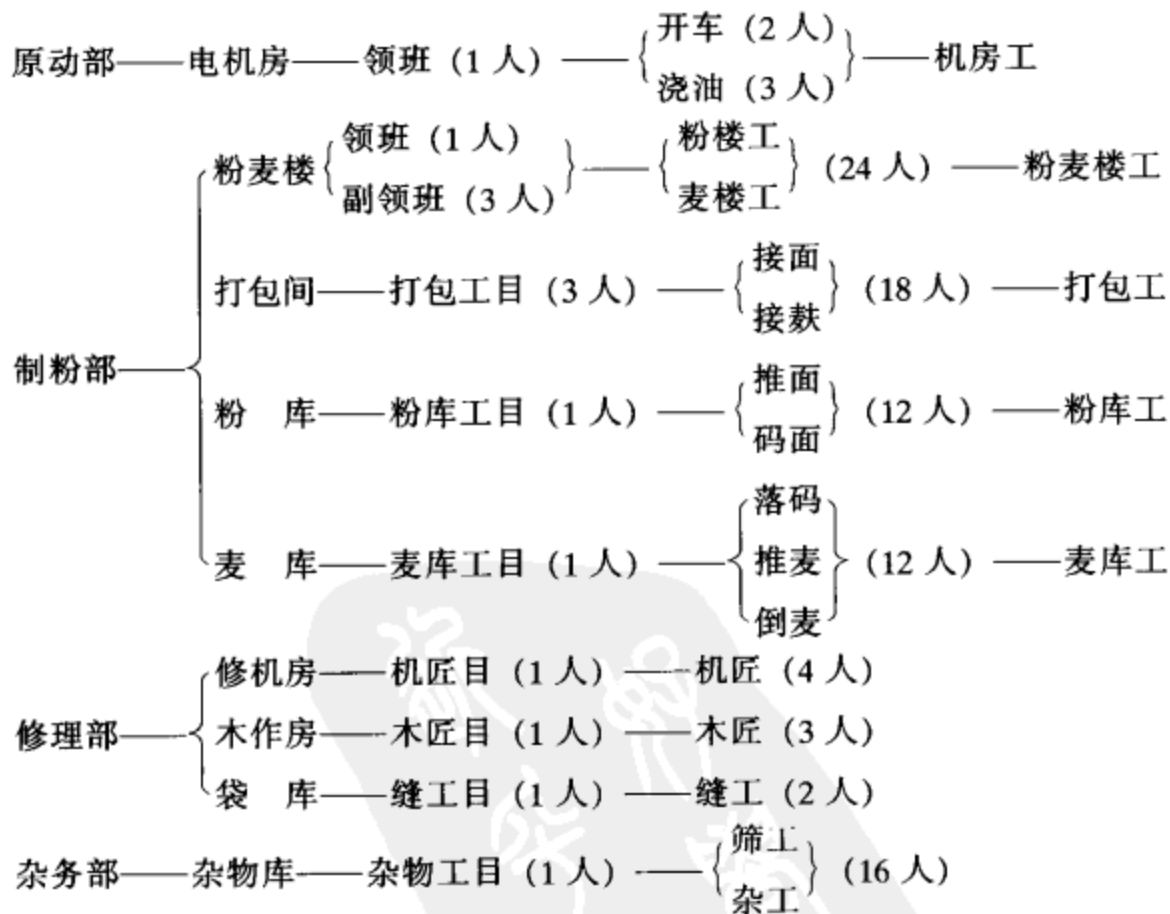 开车（2人）
原动部——电机房——领班（1人）——机房工
浇油（3人）
领班（1人） 粉楼工
粉麦楼——（24人）——粉麦楼工
副领班（3人） 麦楼工
接面
打包间——打包工目（3人）——（18人）——打包工
接麸
制粉部——
推面
粉 库——粉库工目（1人）——（12人）——粉库工
码面
落码
麦 库——麦库工目（1人）——推麦（12人）——麦库工
倒麦
修机房——机匠目（1人）——机匠（4人）
修理部——木作房——木匠目（1人）——木匠（3人）
袋 库——缝工目（1人）——缝工（2人）
筛工
杂务部——杂物库——杂物工目（1人）——（16人）
杂工